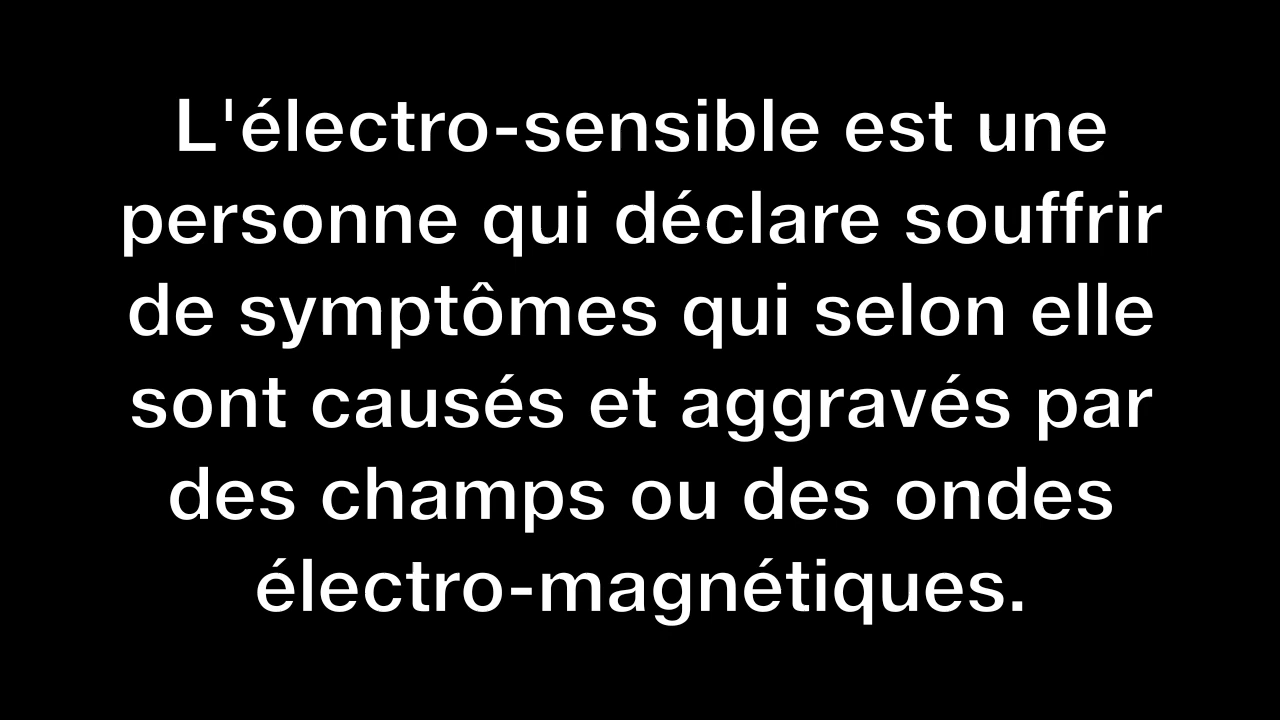 L'électro-sensible est une
personne qui déclare souffrir
de symptômes qui selon elle
sont causés et aggravés par
des champs ou des ondes
électro-magnétiques.